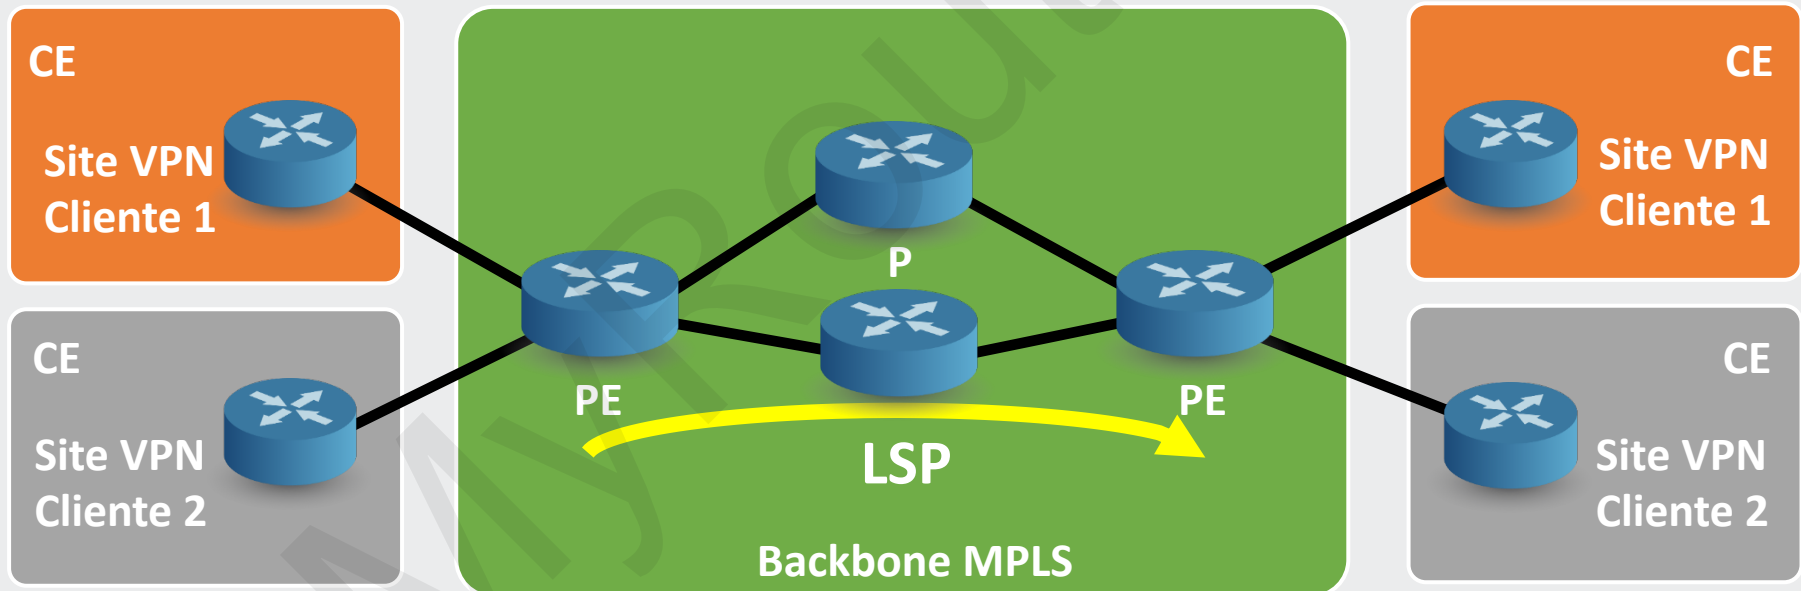 CE
Site VPN
Cliente 1
CE
Site VPN
Cliente 2
P
PE
PE
LSP
Backbone MPLS
CE
Site VPN
Cliente 1
CE
Site VPN
Cliente 2